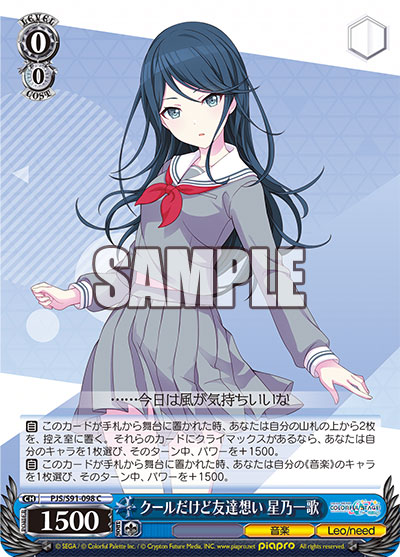 LEVEL
0
0
COST
SAMPLE
……今日は風が気持ちいいな
自 このカードが手札から舞台に置かれた時、あなたは自分の山札の上から2枚
を、控え室に置く。それらのカードにクライマックスがあるなら、あなたは自
分のキャラを1枚選び、そのターン中、パワーを＋1500。
自 このカードが手札から舞台に置かれた時、あなたは自分の《音楽》のキャラ
を1枚選び、そのターン中、パワーを＋1500。
CH PJS/S91-098 C
POWER
1500
クールだけど友達想い 星乃一歌
COLORFUL STAGE!
音楽
Leo/need
© SEGA / © Colorful Palette Inc. / © Crypton Future Media, INC. www.piapro.net piapro All rights reserved.